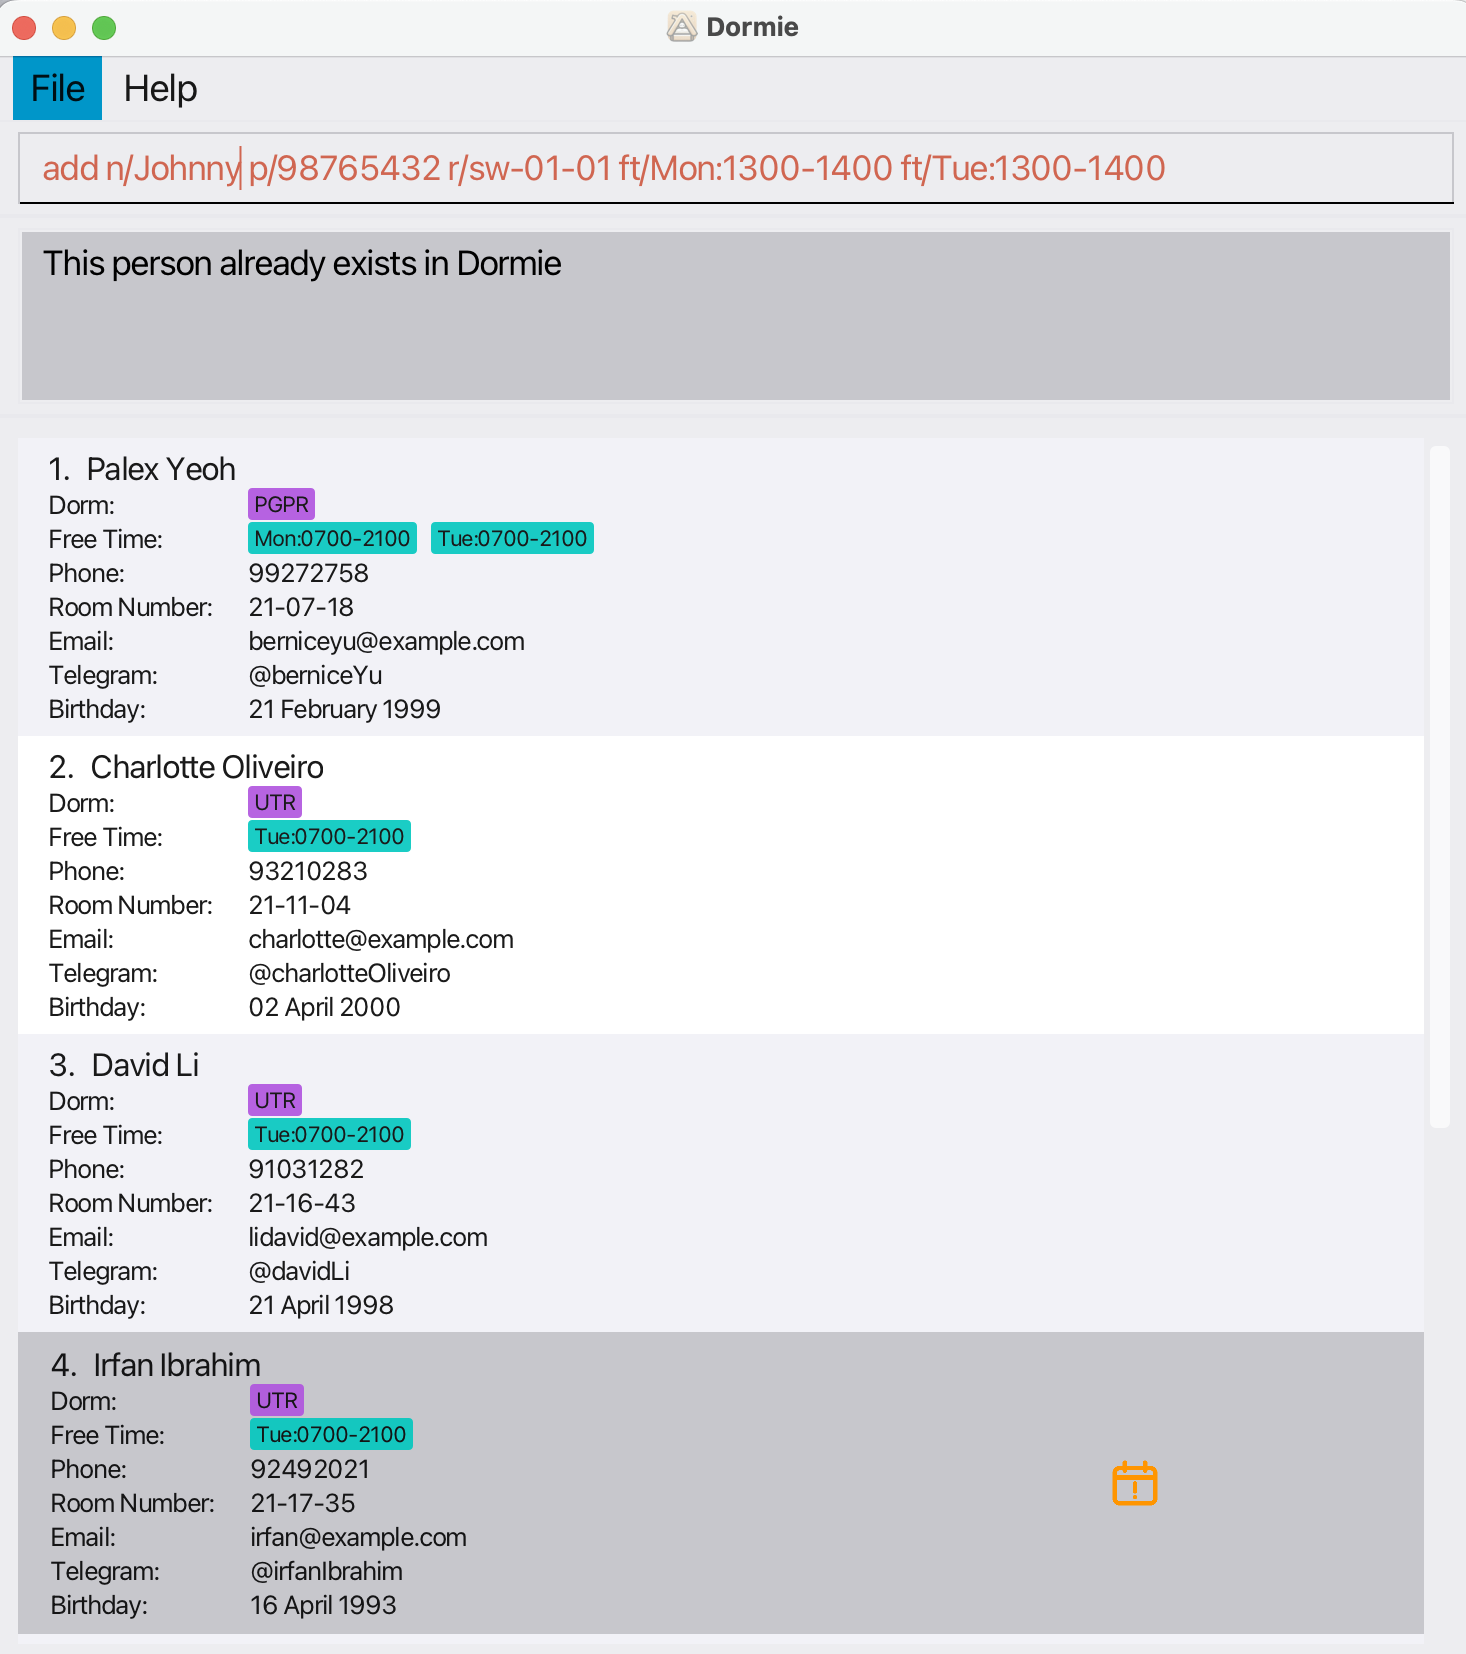 Dormie
File Help
add n/Johnny p/98765432 r/sw-01-01 ft/Mon:1300-1400 ft/Tue:1300-1400
This person already exists in Dormie
1. Palex Yeoh
Dorm: PGPR
Free Time: Mon:0700-2100 Tue:0700-2100
Phone: 99272758
Room Number: 21-07-18
Email: berniceyu@example.com
Telegram: @berniceYu
Birthday: 21 February 1999
2. Charlotte Oliveiro
Dorm: UTR
Free Time: Tue:0700-2100
Phone: 93210283
Room Number: 21-11-04
Email: charlotte@example.com
Telegram: @charlotteOliveiro
Birthday: 02 April 2000
3. David Li
Dorm: UTR
Free Time: Tue:0700-2100
Phone: 91031282
Room Number: 21-16-43
Email: lidavid@example.com
Telegram: @davidLi
Birthday: 21 April 1998
4. Irfan Ibrahim
Dorm: UTR
Free Time: Tue:0700-2100
Phone: 92492021
Room Number: 21-17-35
Email: irfan@example.com
Telegram: @irfanIbrahim
Birthday: 16 April 1993